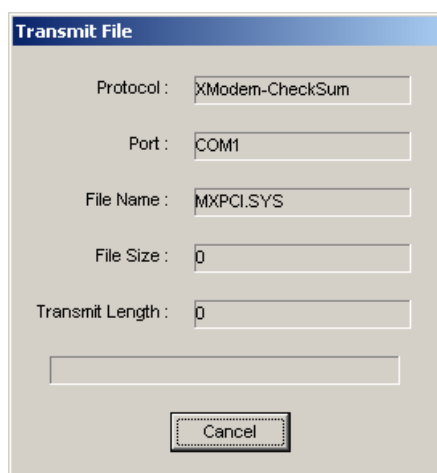 Transmit File
Protocol : XModem-CheckSum
Port : COM1
File Name : MXPCI.SYS
File Size : 0
Transmit Length : 0
Cancel